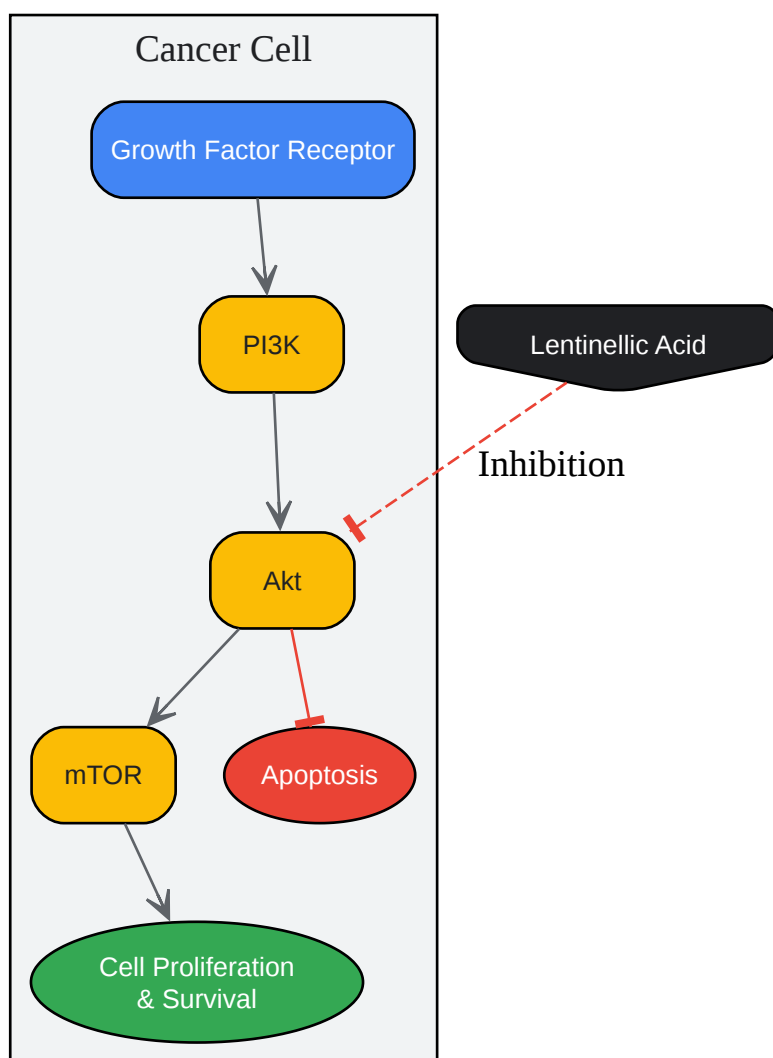 Cancer Cell
Growth Factor Receptor
PI3K
Lentinellic Acid
Inhibition
Akt
mTOR
Apoptosis
Cell Proliferation
& Survival